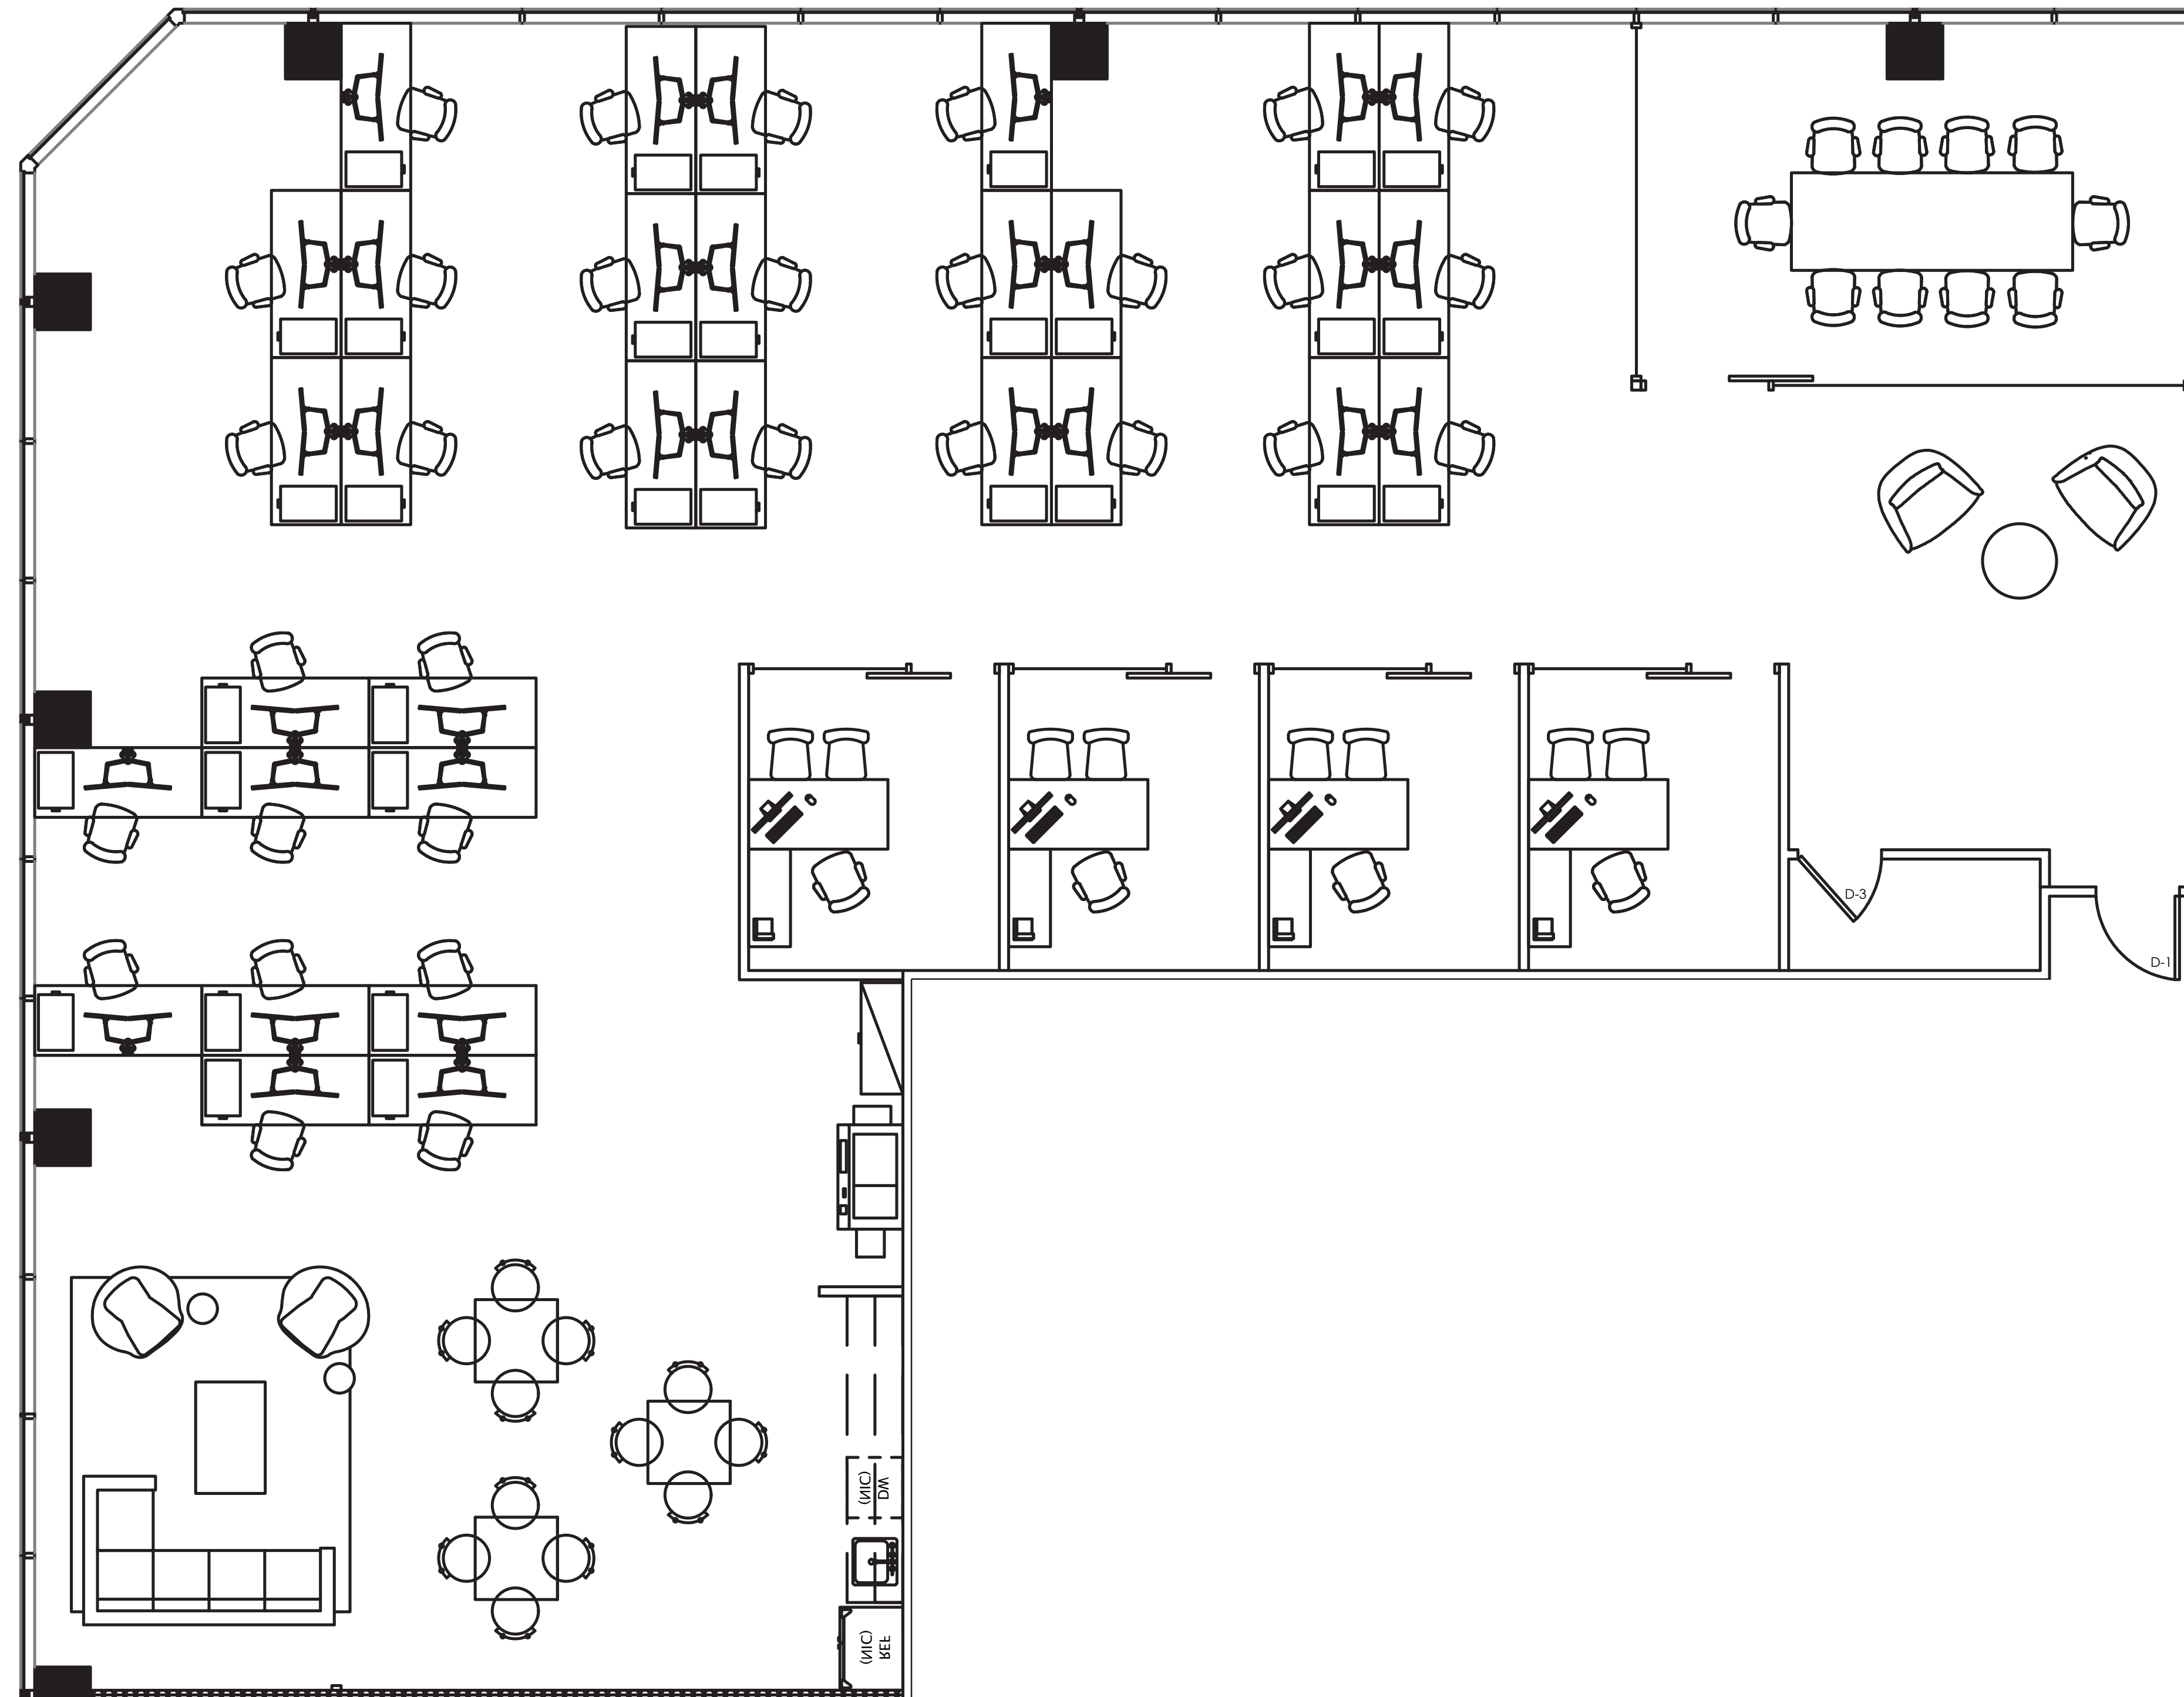 D-3
D-1
(NIC)
DW
(NIC)
REF